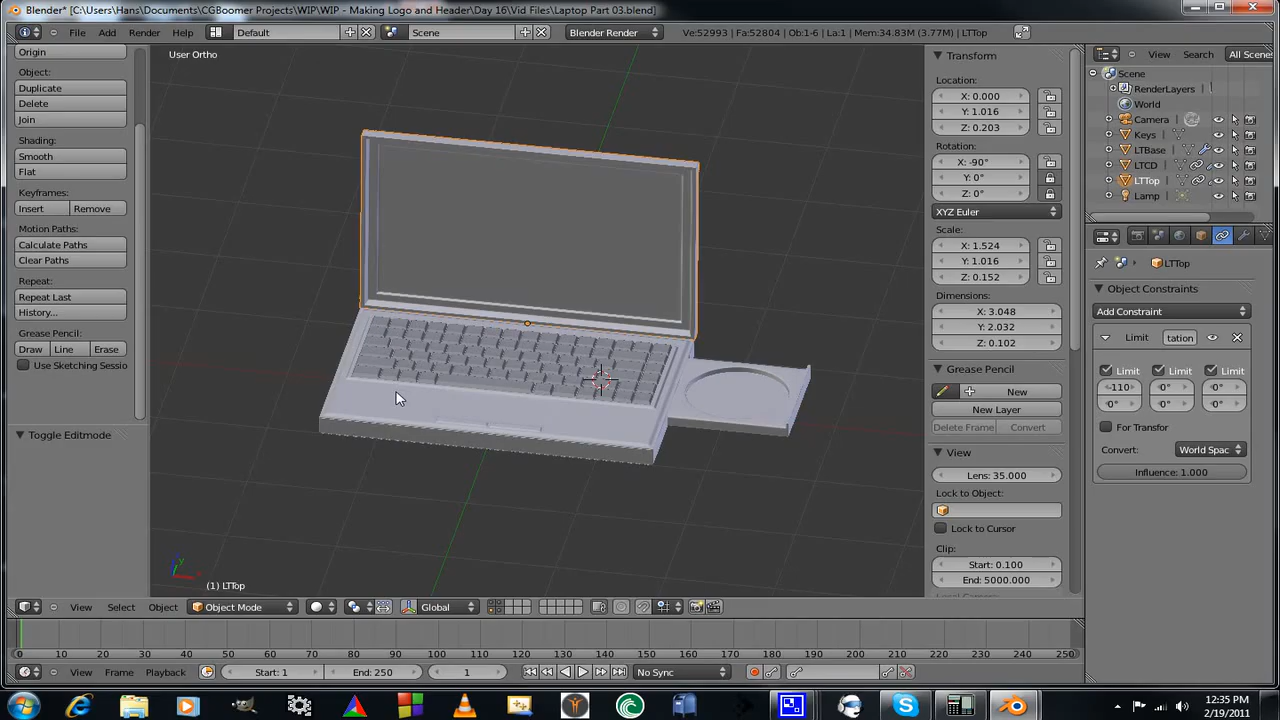 Blender* [C:\Users\Hans\Documents\CGBoomer Projects\WIP\WIP - Making Logo and Header\Day 16\Vid Files\Laptop Part 03.blend]
File Add Render Help Default Scene Blender Render Ve:52993 | Fa:52804 | Ob:1-6 | La:1 | Mem:34.83M (3.77M) | LTTop
Origin
Object:
Duplicate
Delete
Join
Shading:
Smooth
Flat
Keyframes:
Insert Remove
Motion Paths:
Calculate Paths
Clear Paths
Repeat:
Repeat Last
History...
Grease Pencil:
Draw Line Erase
Use Sketching Sessio
Toggle Editmode
User Ortho
(1) LTTop
Transform
Location:
X: 0.000
Y: 1.016
Z: 0.203
Rotation:
X: -90°
Y: 0°
Z: 0°
XYZ Euler
Scale:
X: 1.524
Y: 1.016
Z: 0.152
Dimensions:
X: 3.048
Y: 2.032
Z: 0.102
Grease Pencil
New
New Layer
Delete Frame Convert
View
Lens: 35.000
Lock to Object:
Lock to Cursor
Clip:
Start: 0.100
End: 5000.000
View Search All Scenes
Scene
RenderLayers
World
Camera
Keys
LTBase
LTCD
LTTop
Lamp
LTTop
Object Constraints
Add Constraint
Limit tation
Limit Limit Limit
-110 0° 0°
0° 0° 0°
For Transfor
Convert: World Spac
Influence: 1.000
View Select Object Object Mode Global
0 10 20 30 40 50 60 70 80 90 100 110 120 130 140 150 160 170 180 190 200 210 220 230 240 250
View Frame Playback Start: 1 End: 250 1 No Sync
12:35 PM
2/19/2011